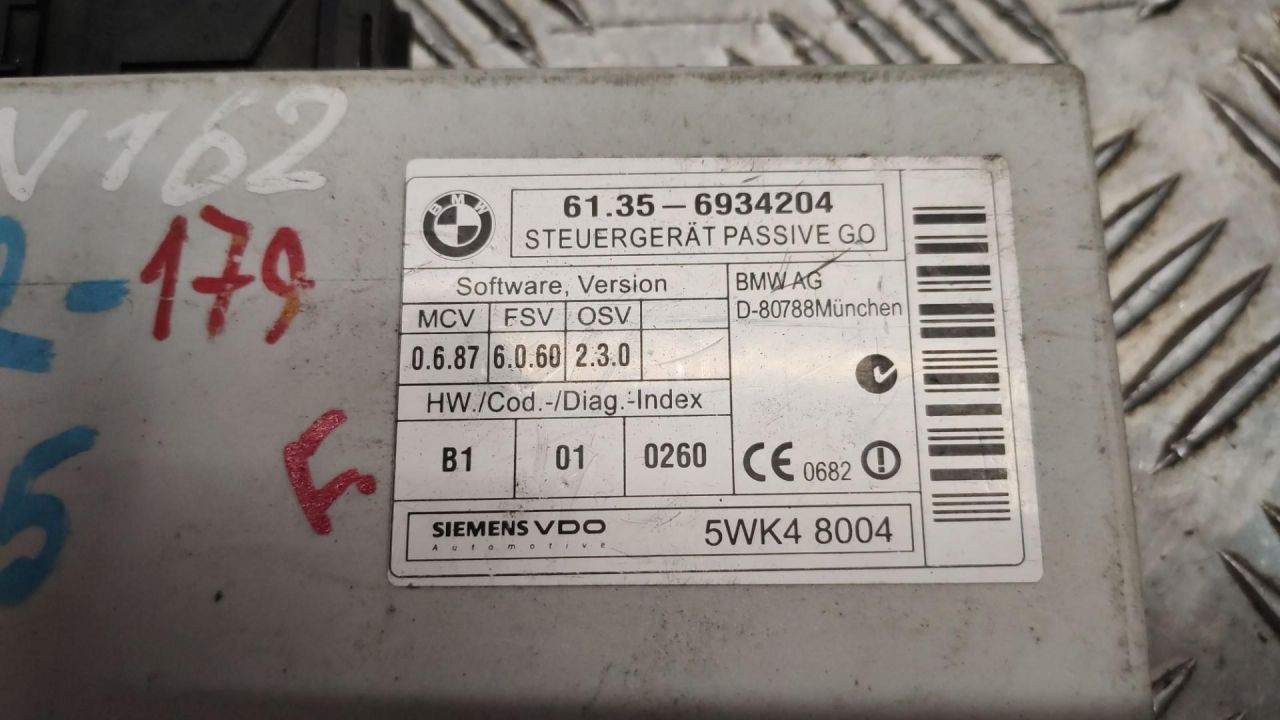 V162
2-179
5
BMW
61.35 – 6934204
STEUERGERÄT PASSIVE GO
Software, Version
MCV FSV OSV
0.6.87 6.0.60 2.3.0
HW./Cod.-/Diag.-Index
B1 01 0260
BMW AG
D-80788München
CE 0682
SIEMENS VDO
Automotive
5WK4 8004